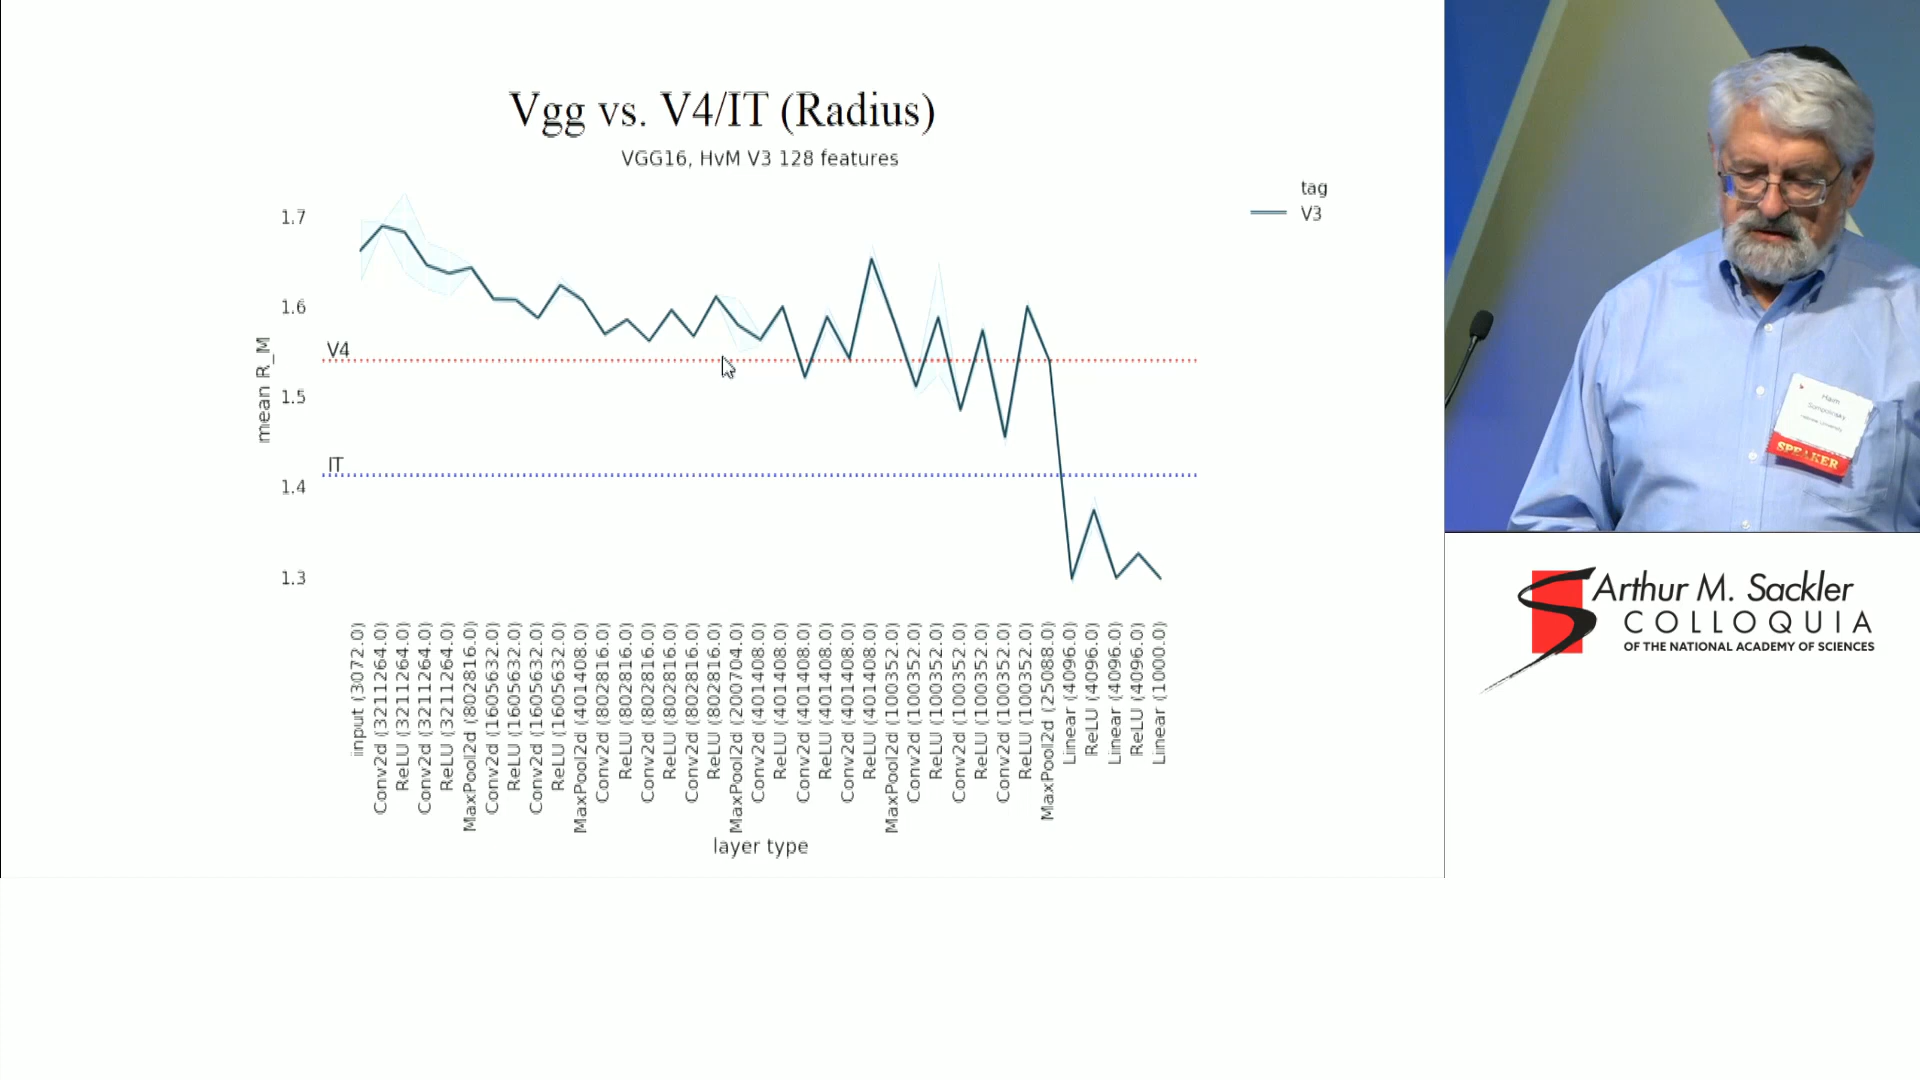 Vgg vs. V4/IT (Radius)
VGG16, HvM V3 128 features
tag
V3
1.7
1.6
1.5
1.4
1.3
V4
IT
mean R_M
input (3072.0)
Conv2d (3211264.0)
ReLU (3211264.0)
Conv2d (3211264.0)
ReLU (3211264.0)
MaxPool2d (802816.0)
Conv2d (1605632.0)
ReLU (1605632.0)
Conv2d (1605632.0)
ReLU (1605632.0)
MaxPool2d (401408.0)
Conv2d (802816.0)
ReLU (802816.0)
Conv2d (802816.0)
ReLU (802816.0)
Conv2d (802816.0)
ReLU (802816.0)
MaxPool2d (200704.0)
Conv2d (401408.0)
ReLU (401408.0)
Conv2d (401408.0)
ReLU (401408.0)
Conv2d (401408.0)
ReLU (401408.0)
MaxPool2d (100352.0)
Conv2d (100352.0)
ReLU (100352.0)
Conv2d (100352.0)
ReLU (100352.0)
Conv2d (100352.0)
ReLU (100352.0)
MaxPool2d (25088.0)
Linear (4096.0)
ReLU (4096.0)
Linear (4096.0)
ReLU (4096.0)
Linear (1000.0)
layer type
Haim
Sompolinsky
Hebrew University
SPEAKER
Arthur M. Sackler
COLLOQUIA
OF THE NATIONAL ACADEMY OF SCIENCES